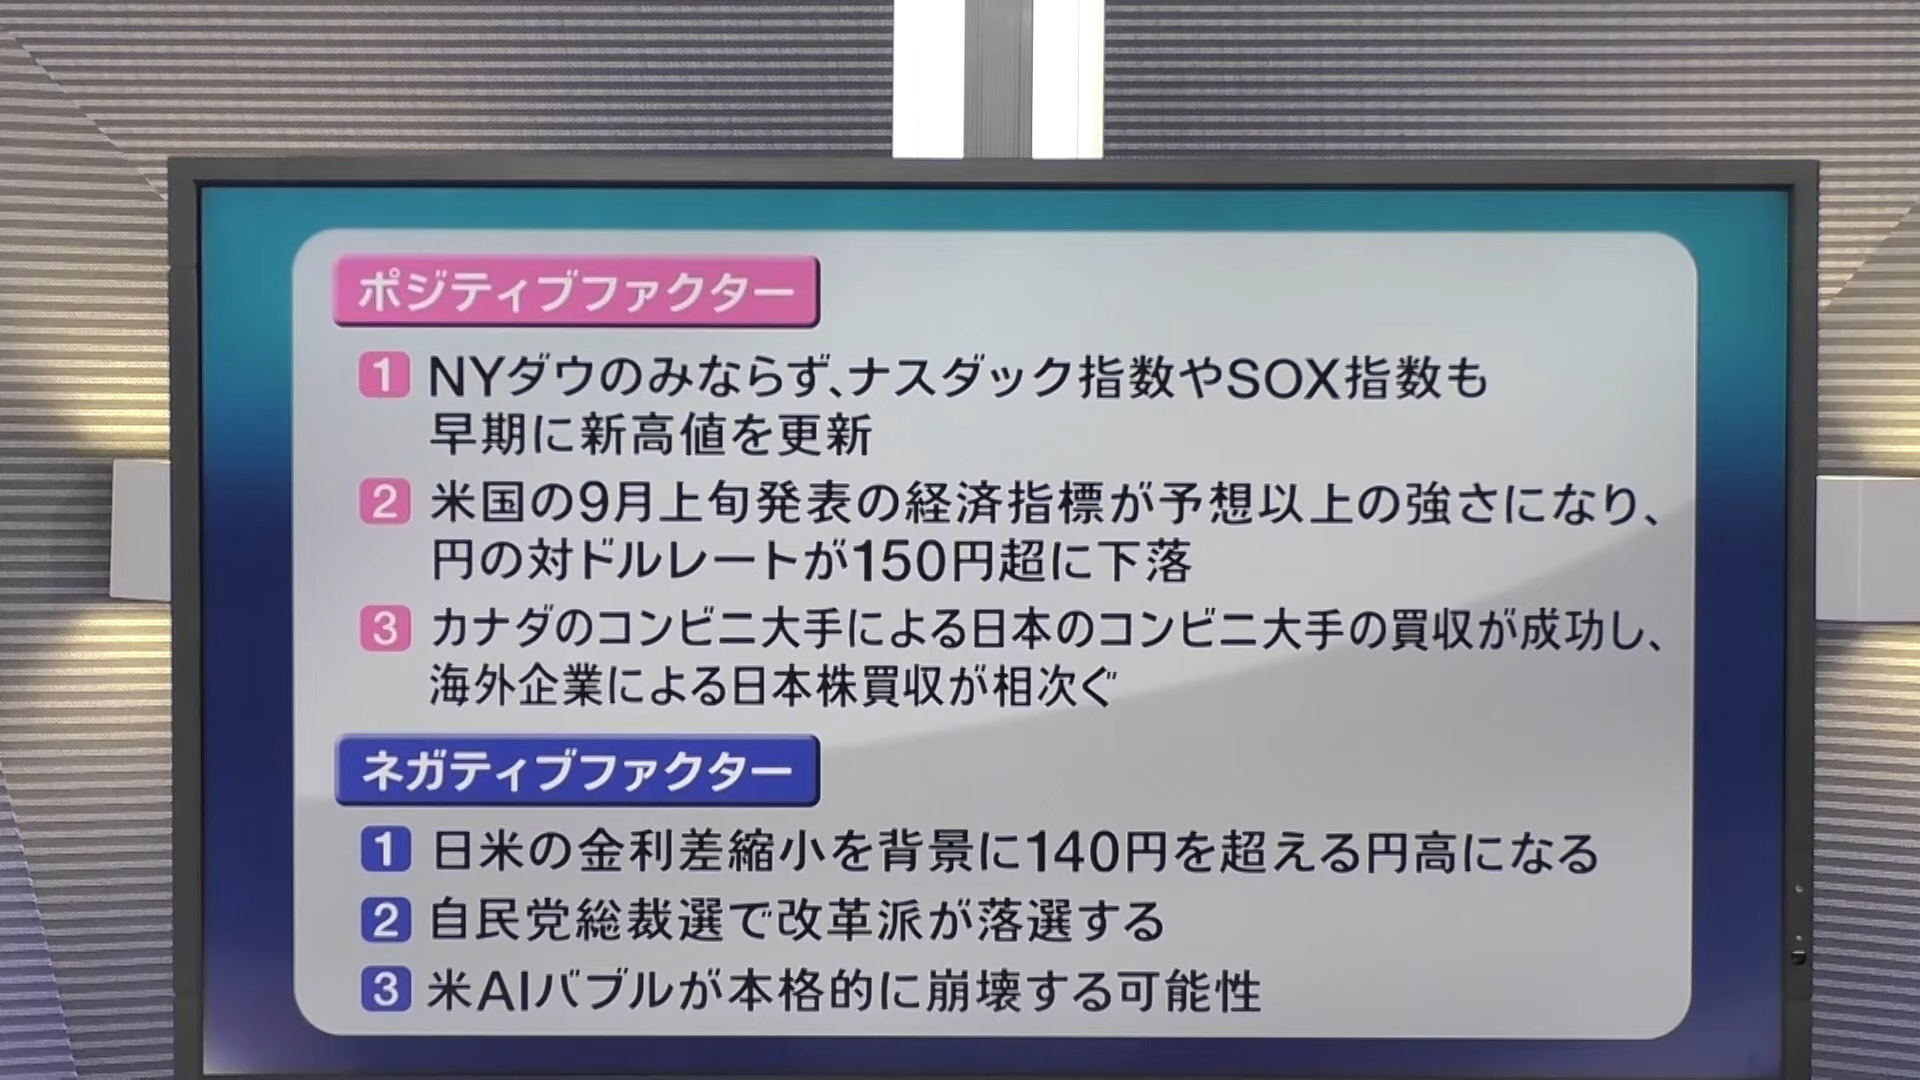 ポジティブファクター
1 NYダウのみならず、ナスダック指数やSOX指数も
早期に新高値を更新
2 米国の9月上旬発表の経済指標が予想以上の強さになり、
円の対ドルレートが150円超に下落
3 カナダのコンビニ大手による日本のコンビニ大手の買収が成功し、
海外企業による日本株買収が相次ぐ
ネガティブファクター
1 日米の金利差縮小を背景に140円を超える円高になる
2 自民党総裁選で改革派が落選する
3 米AIバブルが本格的に崩壊する可能性